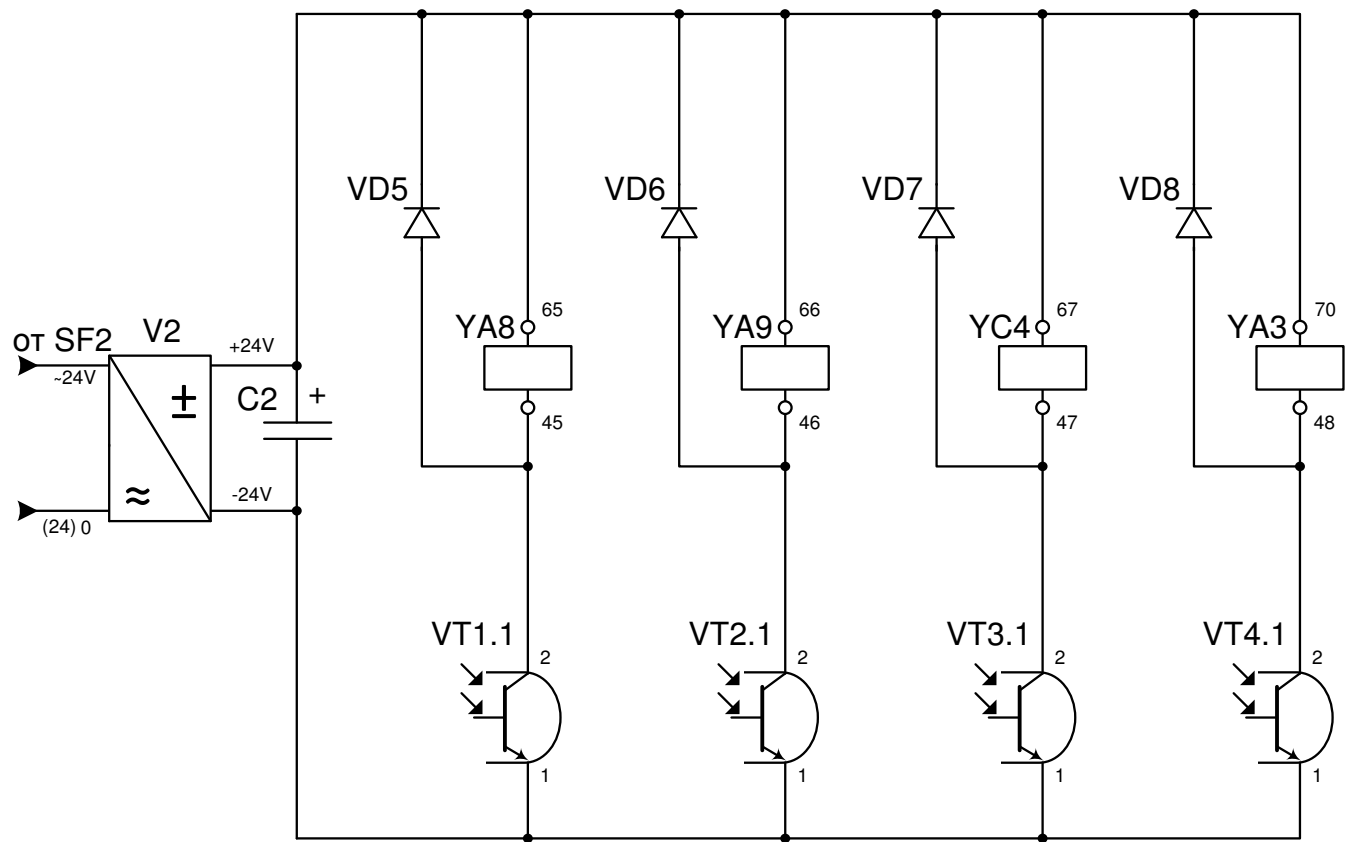 VD5 VD6 VD7 VD8
65 66 67 70
YA8 YA9 YC4 YA3
от SF2 V2
+24V
~24V
C2 +
±
45 46 47 48
≈
-24V
(24) 0
VT1.1 VT2.1 VT3.1 VT4.1
2 2 2 2
1 1 1 1